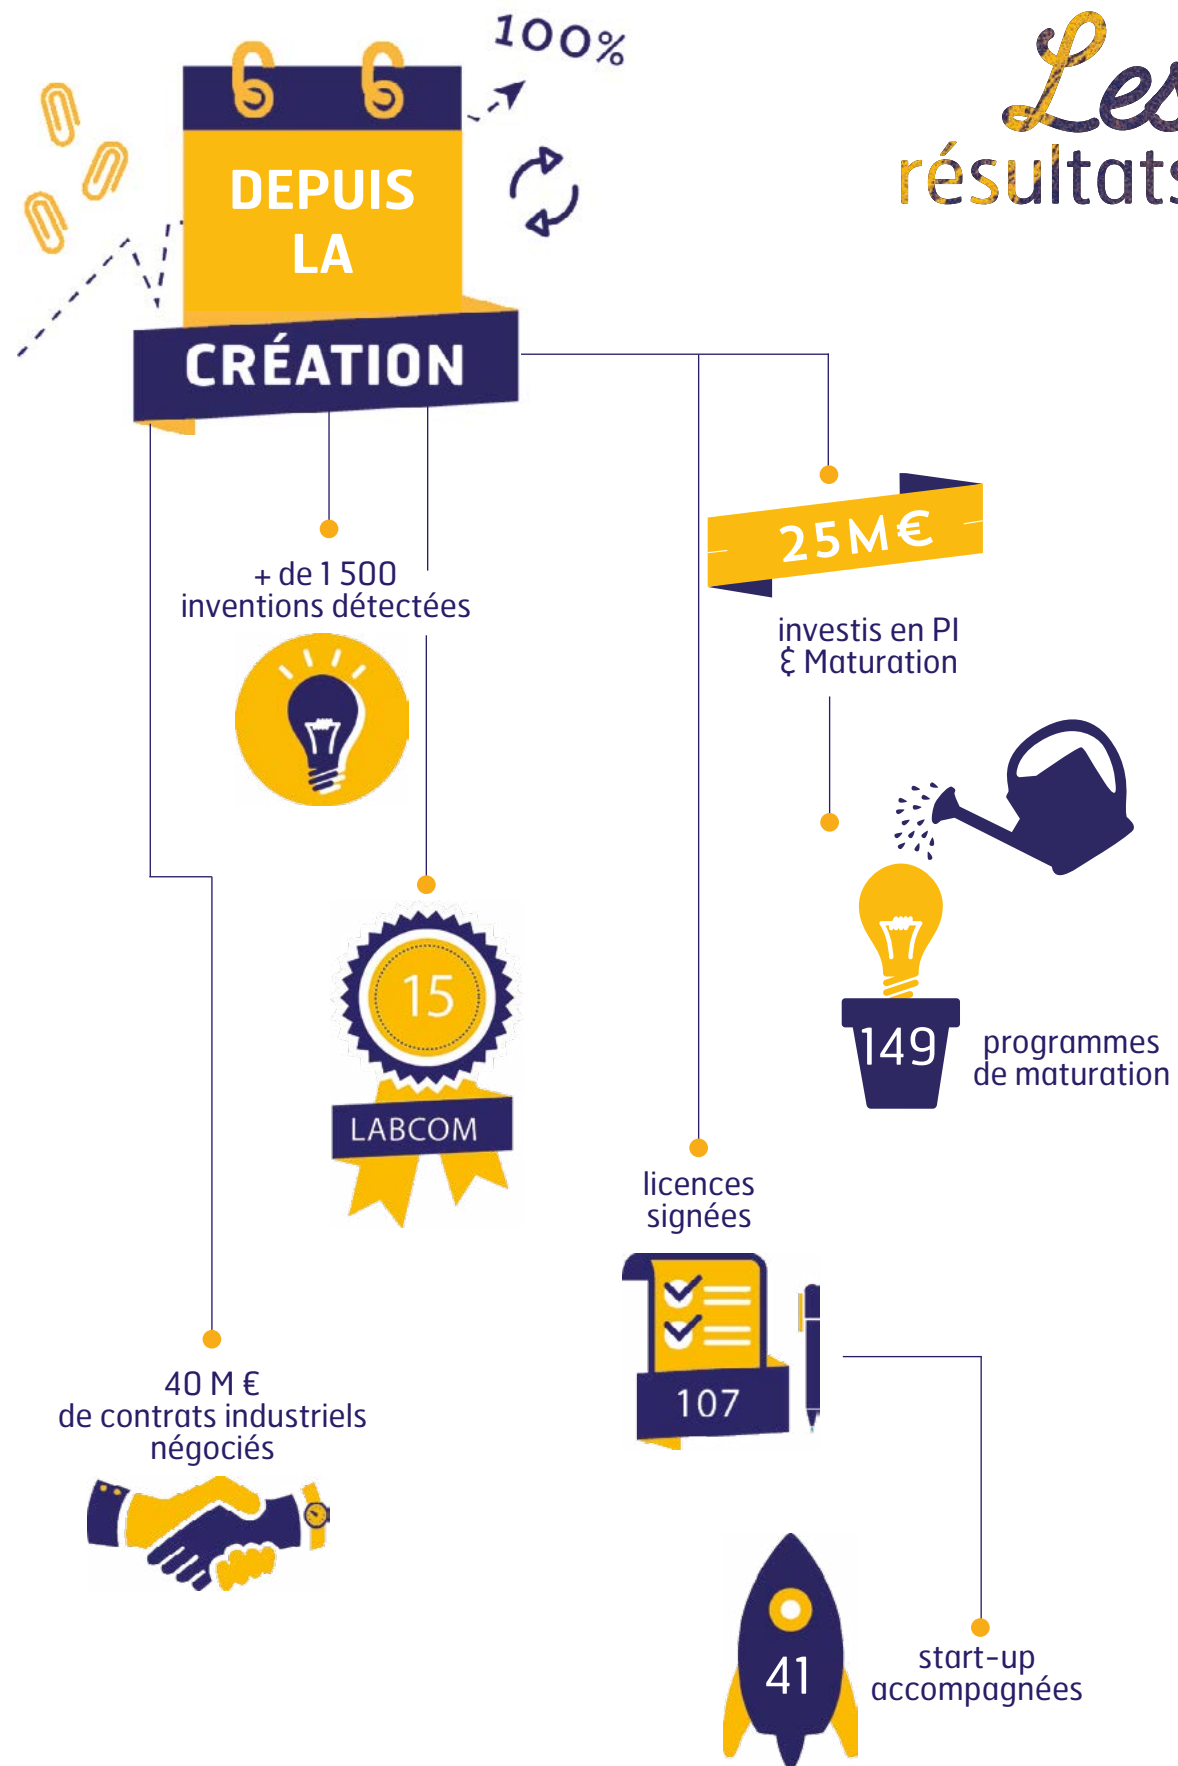 100%
Les
résultats
DEPUIS
LA
CRÉATION
25M€
investis en PI
& Maturation
+ de 1 500
inventions détectées
15
LABCOM
149
programmes
de maturation
licences
signées
107
40 M €
de contrats industriels
négociés
41
start-up
accompagnées